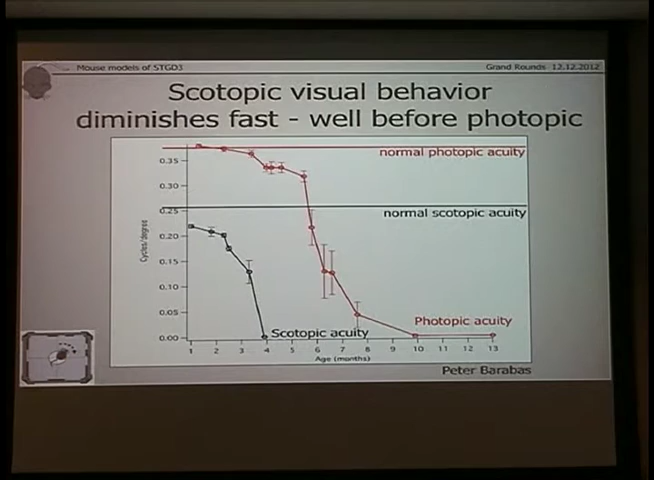 Mouse models of STGD3
Grand Rounds 12.12.2012
Scotopic visual behavior
diminishes fast - well before photopic
normal photopic acuity
normal scotopic acuity
Cycles/degree
0.35
0.30
0.25
0.20
0.15
0.10
0.05
0.00
Scotopic acuity
Photopic acuity
1 2 3 4 5 6 7 8 9 10 11 12 13
Age (months)
Peter Barabas